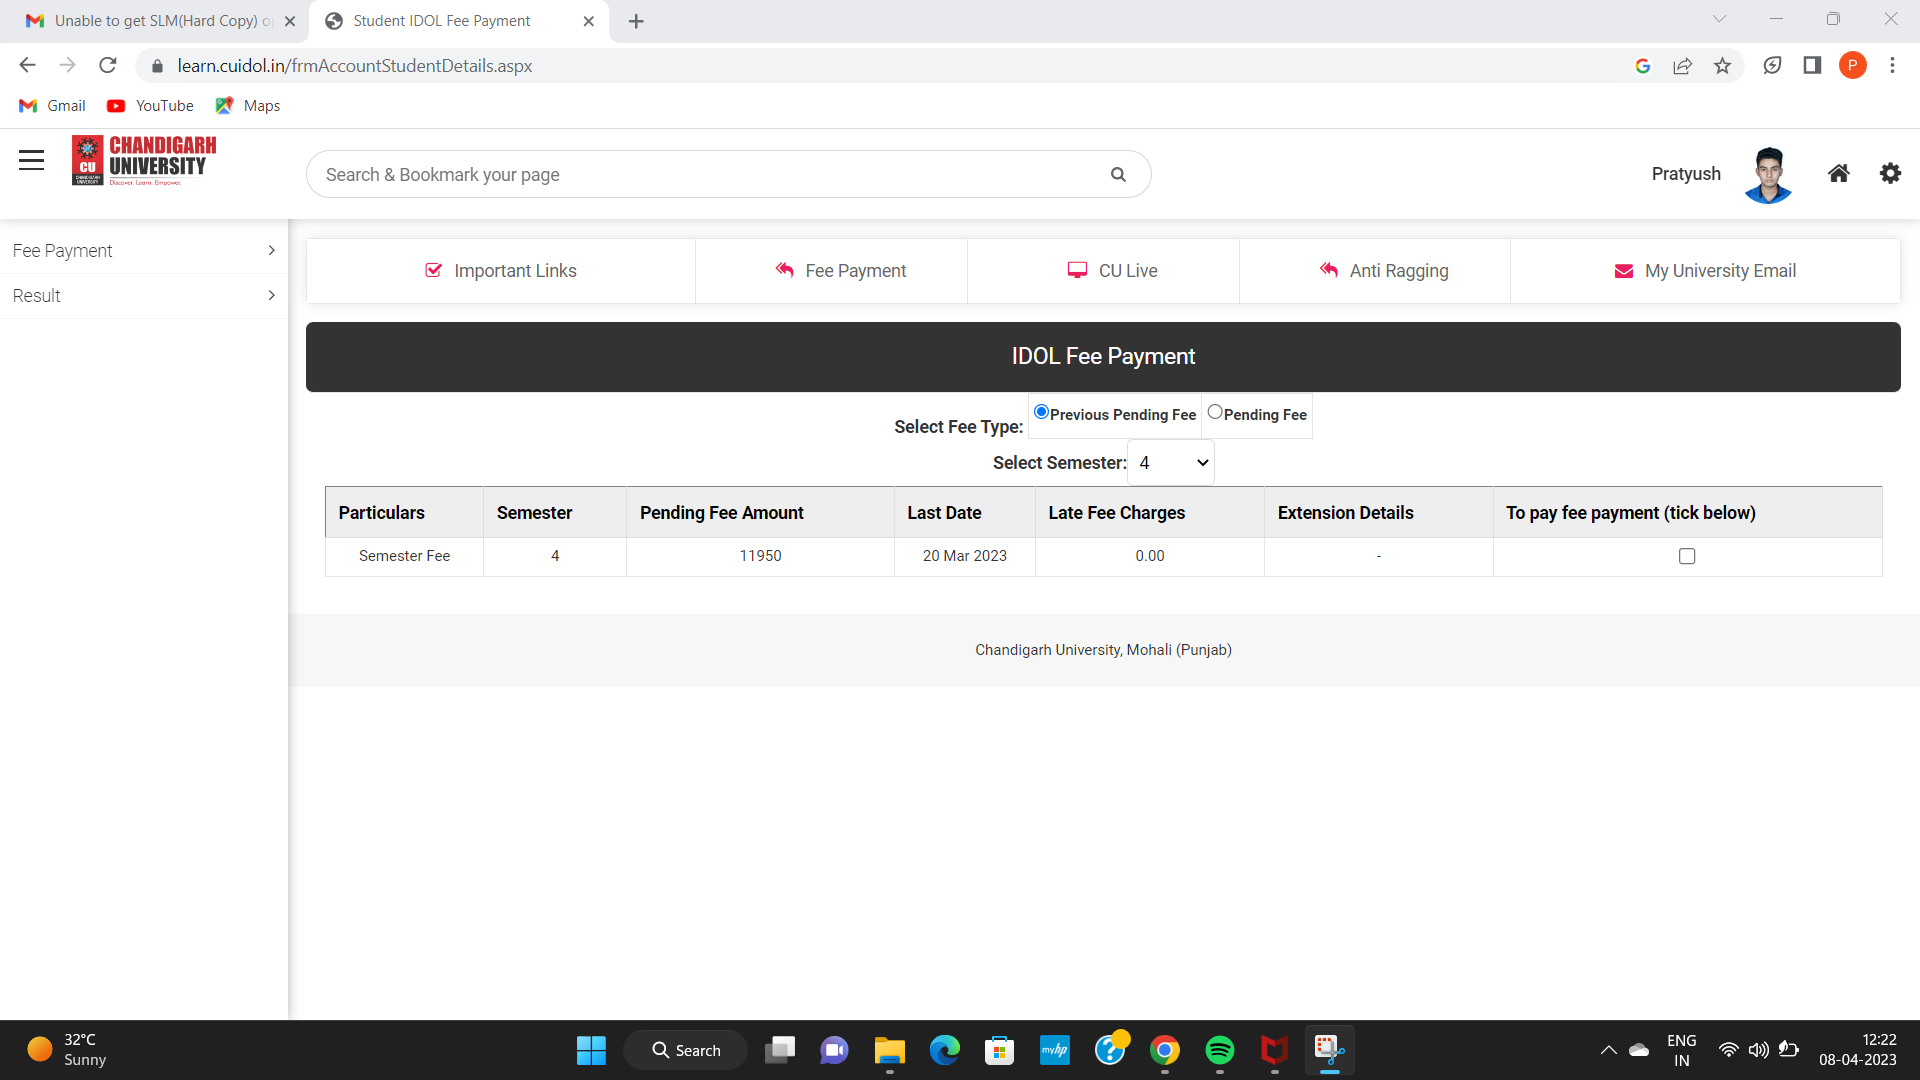 Unable to get SLM(Hard Copy) o
Student IDOL Fee Payment
learn.cuidol.in/frmAccountStudentDetails.aspx
P
Gmail
YouTube
Maps
CU
CHANDIGARH
UNIVERSITY
CHANDIGARH
UNIVERSITY
Discover. Learn. Empower.
Search & Bookmark your page
Pratyush
Fee Payment
Result
Important Links
Fee Payment
CU Live
Anti Ragging
My University Email
IDOL Fee Payment
Select Fee Type: Previous Pending Fee Pending Fee
Select Semester: 4
Particulars Semester Pending Fee Amount Last Date Late Fee Charges Extension Details To pay fee payment (tick below)
Semester Fee 4 11950 20 Mar 2023 0.00 -
Chandigarh University, Mohali (Punjab)
32°C
Sunny
Search
myhp
ENG
IN
12:22
08-04-2023